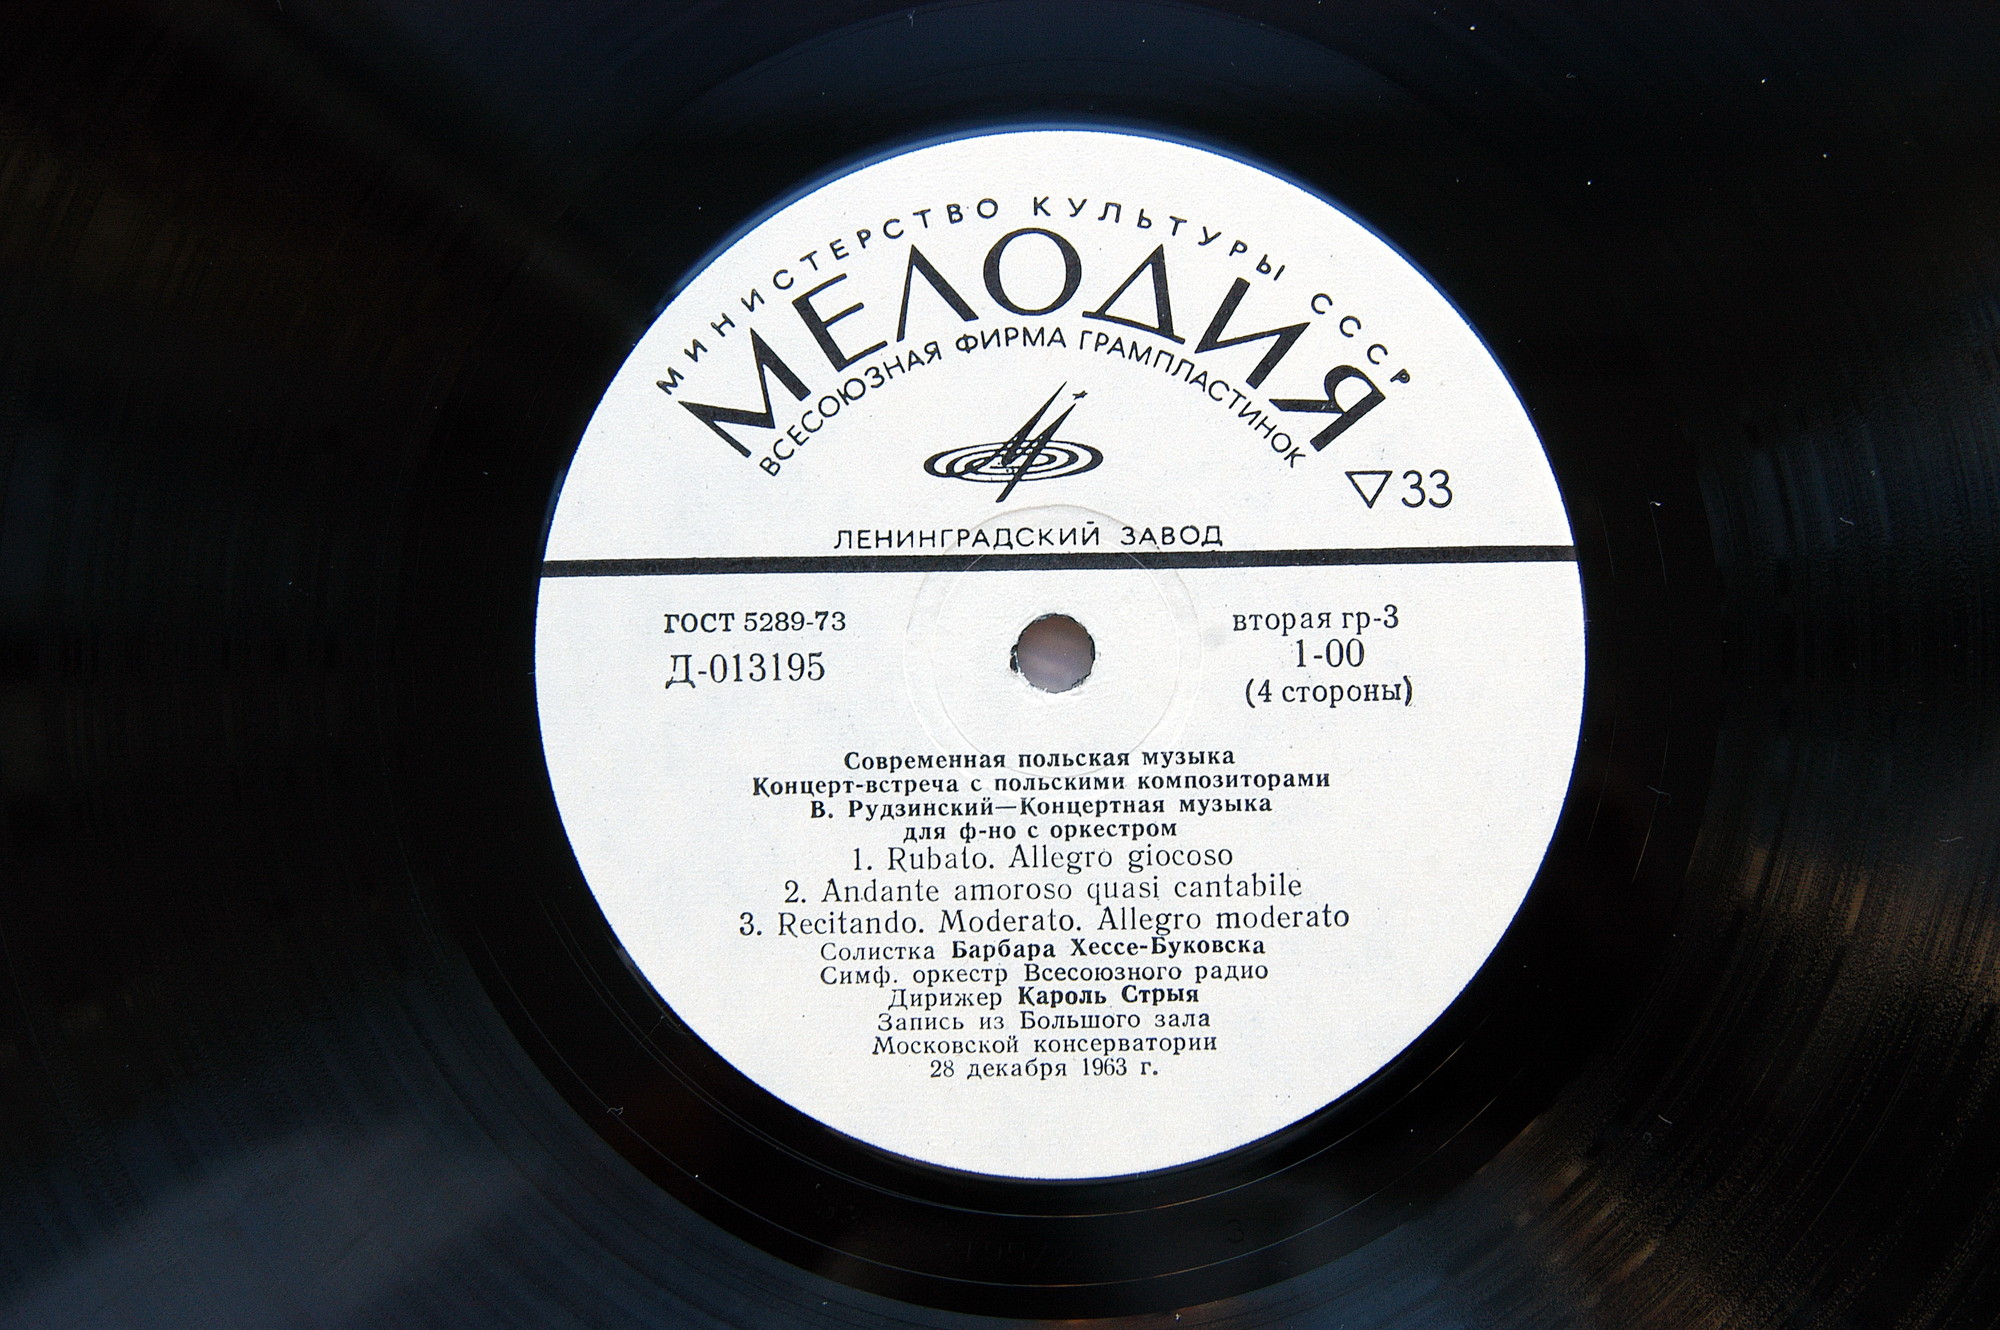 МИНИСТЕРСТВО КУЛЬТУРЫ СССР
МЕЛОДИЯ
ВСЕСОЮЗНАЯ ФИРМА ГРАМПЛАСТИНОК
33
ЛЕНИНГРАДСКИЙ ЗАВОД
ГОСТ 5289-73
Д-013195
вторая гр-3
1-00
(4 стороны)
Современная польская музыка
Концерт-встреча с польскими композиторами
В. Рудзинский—Концертная музыка
для ф-но с оркестром
1. Rubato. Allegro giocoso
2. Andante amoroso quasi cantabile
3. Recitando. Moderato. Allegro moderato
Солистка Барбара Хессе-Буковска
Симф. оркестр Всесоюзного радио
Дирижер Кароль Стрыя
Запись из Большого зала
Московской консерватории
28 декабря 1963 г.